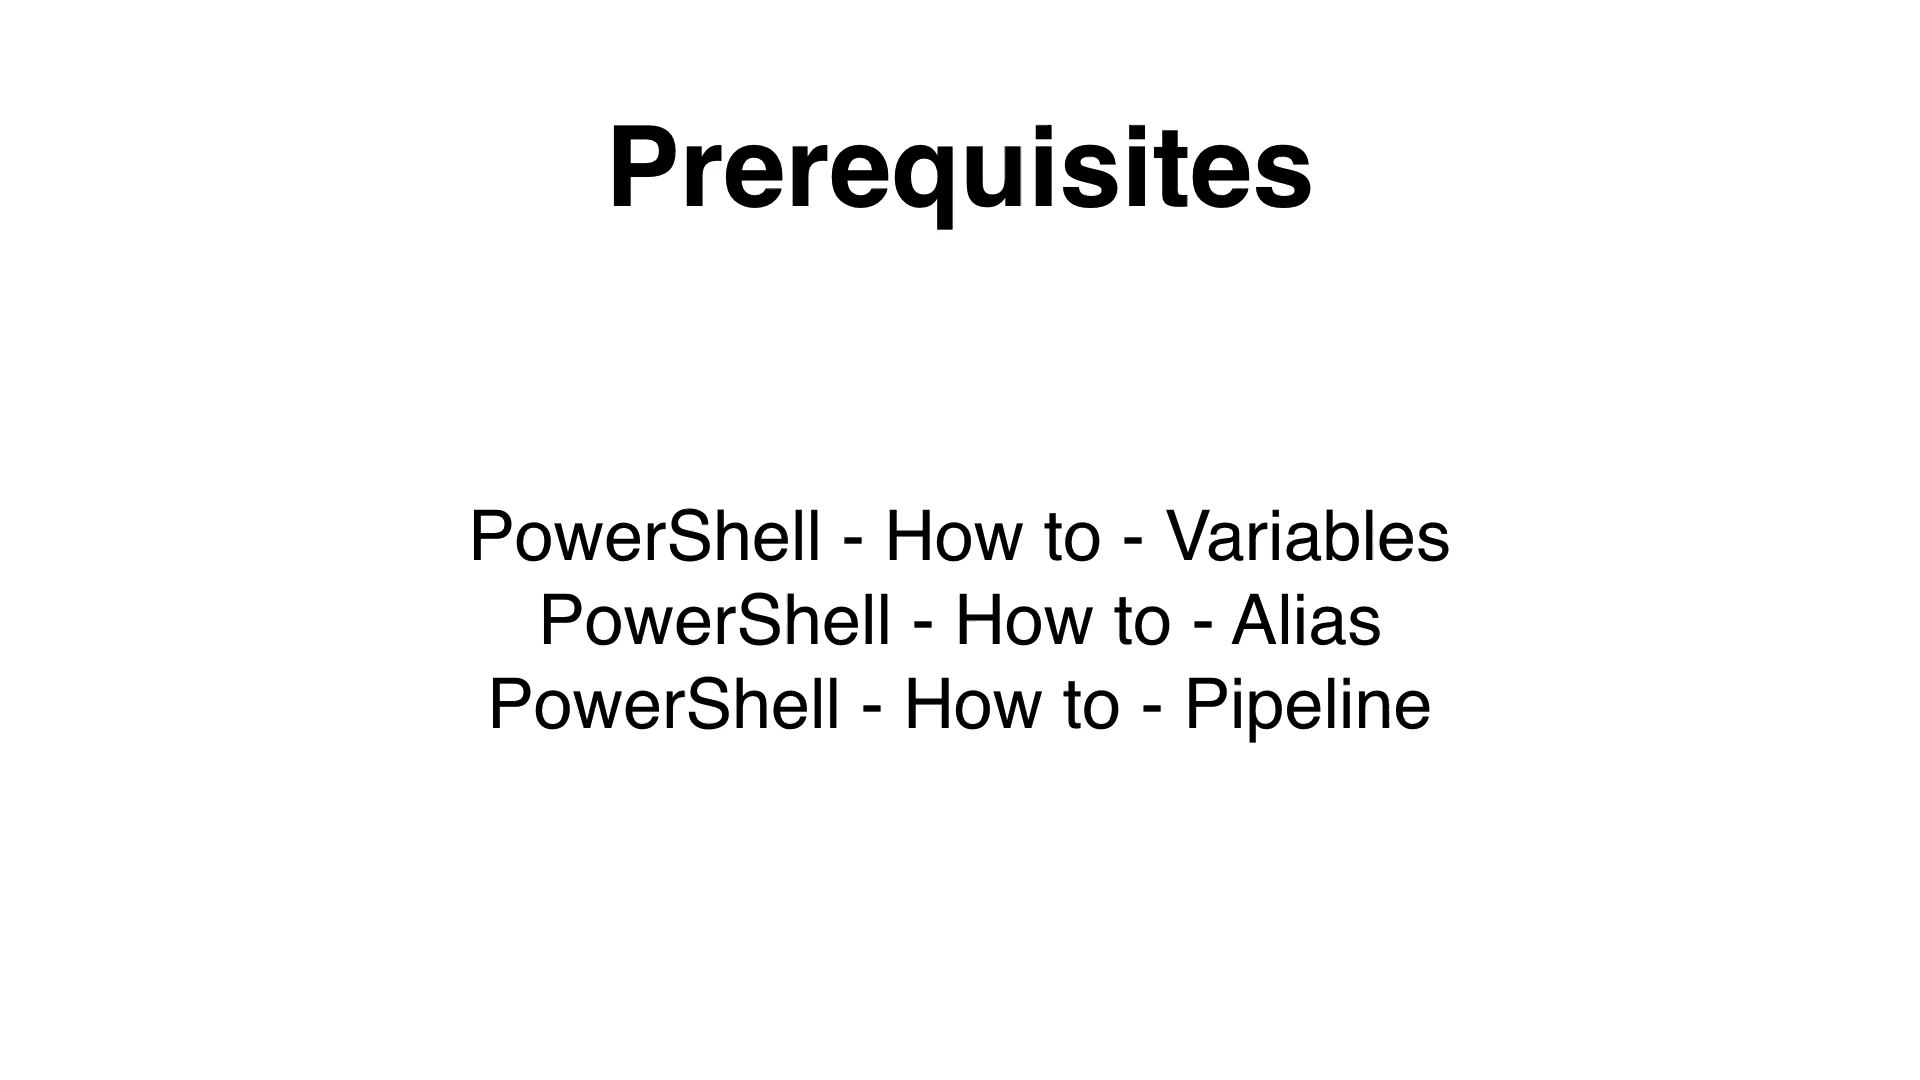 Prerequisites
PowerShell - How to - Variables
PowerShell - How to - Alias
PowerShell - How to - Pipeline